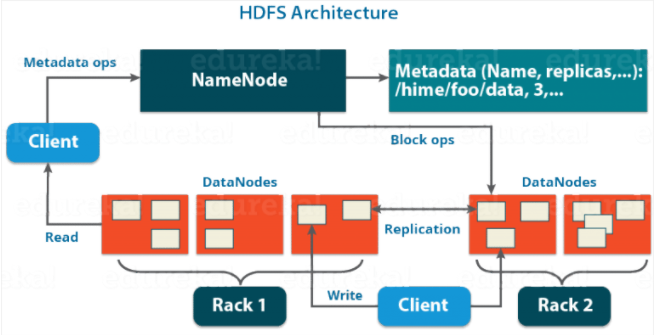 HDFS Architecture
Metadata ops
NameNode
Metadata (Name, replicas,...):
/hime/foo/data, 3,...
Client
Block ops
DataNodes
DataNodes
Read
Replication
Rack 1
Write
Client
Rack 2
edureka!